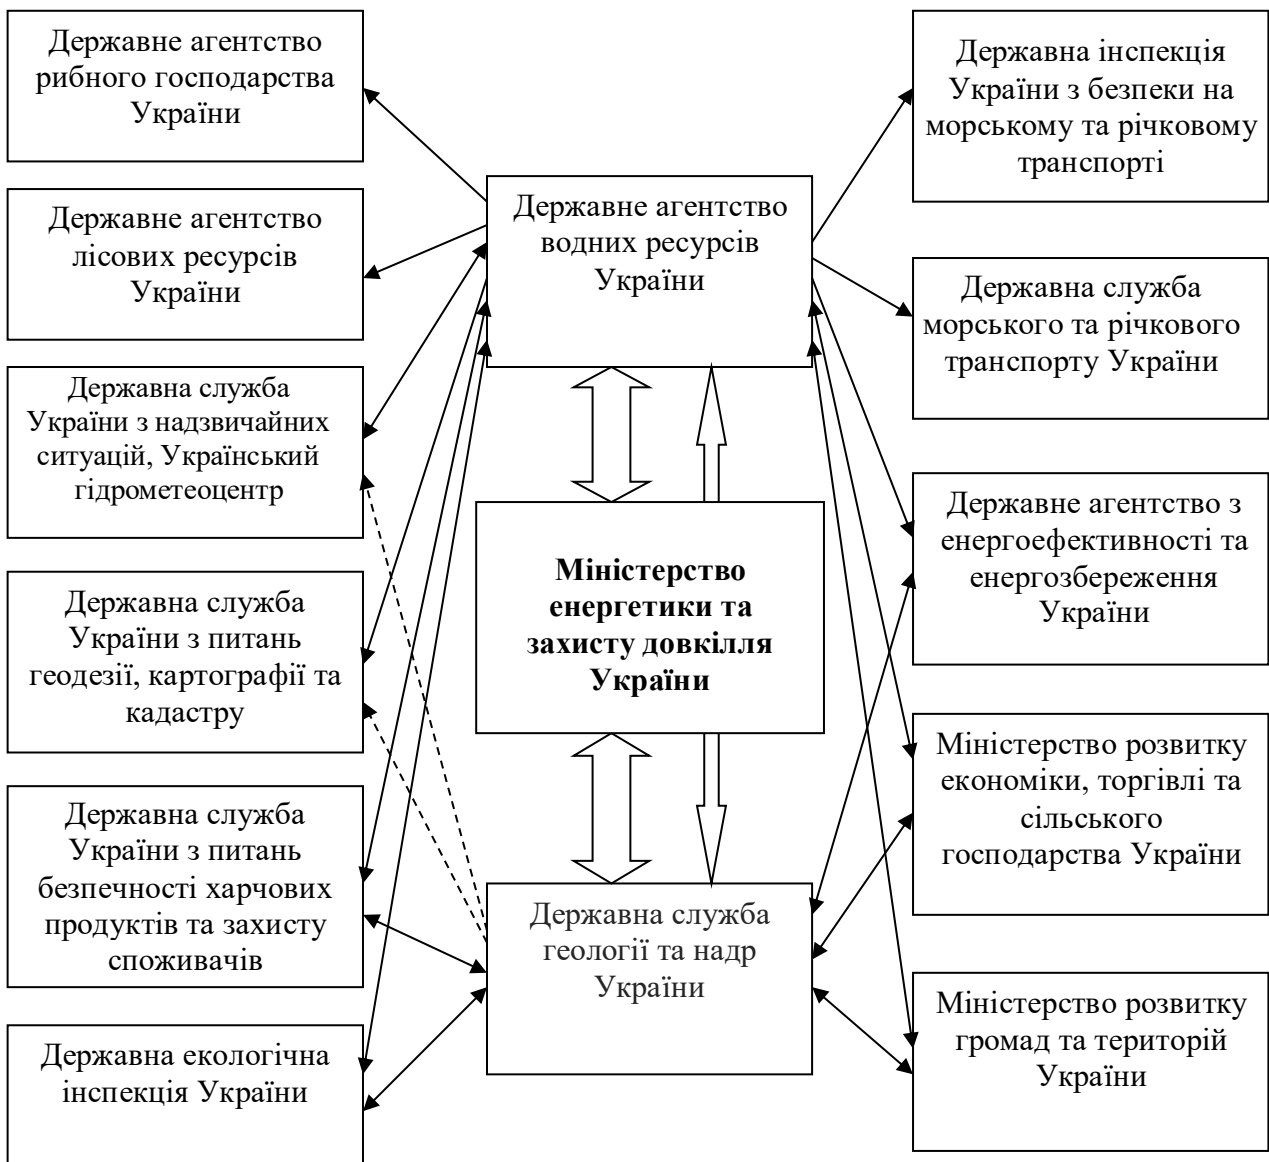 Державне агентство
рибного господарства
України
Державне агентство
лісових ресурсів
України
Державна служба
України з надзвичайних
ситуацій, Український
гідрометеоцентр
Державна служба
України з питань
геодезії, картографії та
кадастру
Державна служба
України з питань
безпечності харчових
продуктів та захисту
споживачів
Державна екологічна
інспекція України
Державне агентство
водних ресурсів
України
Міністерство
енергетики та
захисту довкілля
України
Державна служба
геології та надр
України
Державна інспекція
України з безпеки на
морському та річковому
транспорті
Державна служба
морського та річкового
транспорту України
Державне агентство з
енергоефективності та
енергозбереження
України
Міністерство розвитку
економіки, торгівлі та
сільського
господарства України
Міністерство розвитку
громад та територій
України